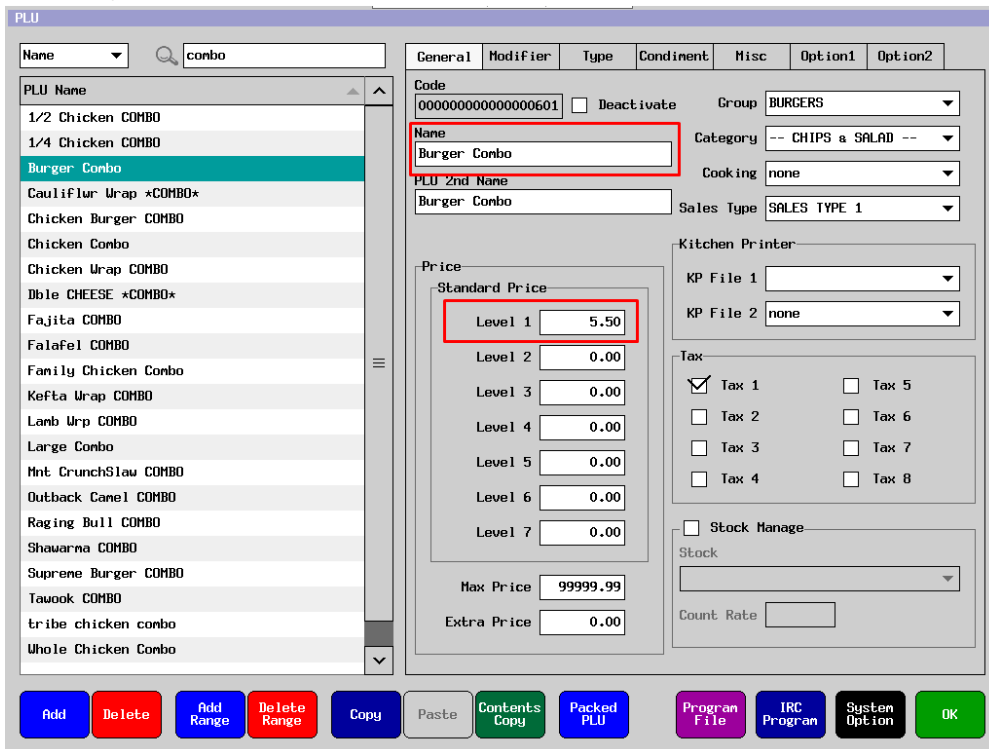 PLU
Name
combo
PLU Name
1/2 Chicken COMBO
1/4 Chicken COMBO
Burger Combo
Cauliflwr Wrap *COMBO*
Chicken Burger COMBO
Chicken Combo
Chicken Wrap COMBO
Dble CHEESE *COMBO*
Fajita COMBO
Falafel COMBO
Family Chicken Combo
Kefta Wrap COMBO
Lamb Wrp COMBO
Large Combo
Mnt CrunchSlaw COMBO
Outback Camel COMBO
Raging Bull COMBO
Shawarma COMBO
Supreme Burger COMBO
Tawook COMBO
tribe chicken combo
Whole Chicken Combo
General Modifier Type Condiment Misc Option1 Option2
Code
0000000000000000601 Deactivate
Name
Burger Combo
PLU 2nd Name
Burger Combo
Group BURGERS
Category -- CHIPS & SALAD --
Cooking none
Sales Type SALES TYPE 1
Price
Standard Price
Level 1 5.50
Level 2 0.00
Level 3 0.00
Level 4 0.00
Level 5 0.00
Level 6 0.00
Level 7 0.00
Max Price 99999.99
Extra Price 0.00
Kitchen Printer
KP File 1
KP File 2 none
Tax
Tax 1 Tax 5
Tax 2 Tax 6
Tax 3 Tax 7
Tax 4 Tax 8
Stock Manage
Stock
Count Rate
Add
Delete
Add
Range
Delete
Range
Copy
Paste
Contents
Copy
Packed
PLU
Program
File
IRC
Program
System
Option
OK